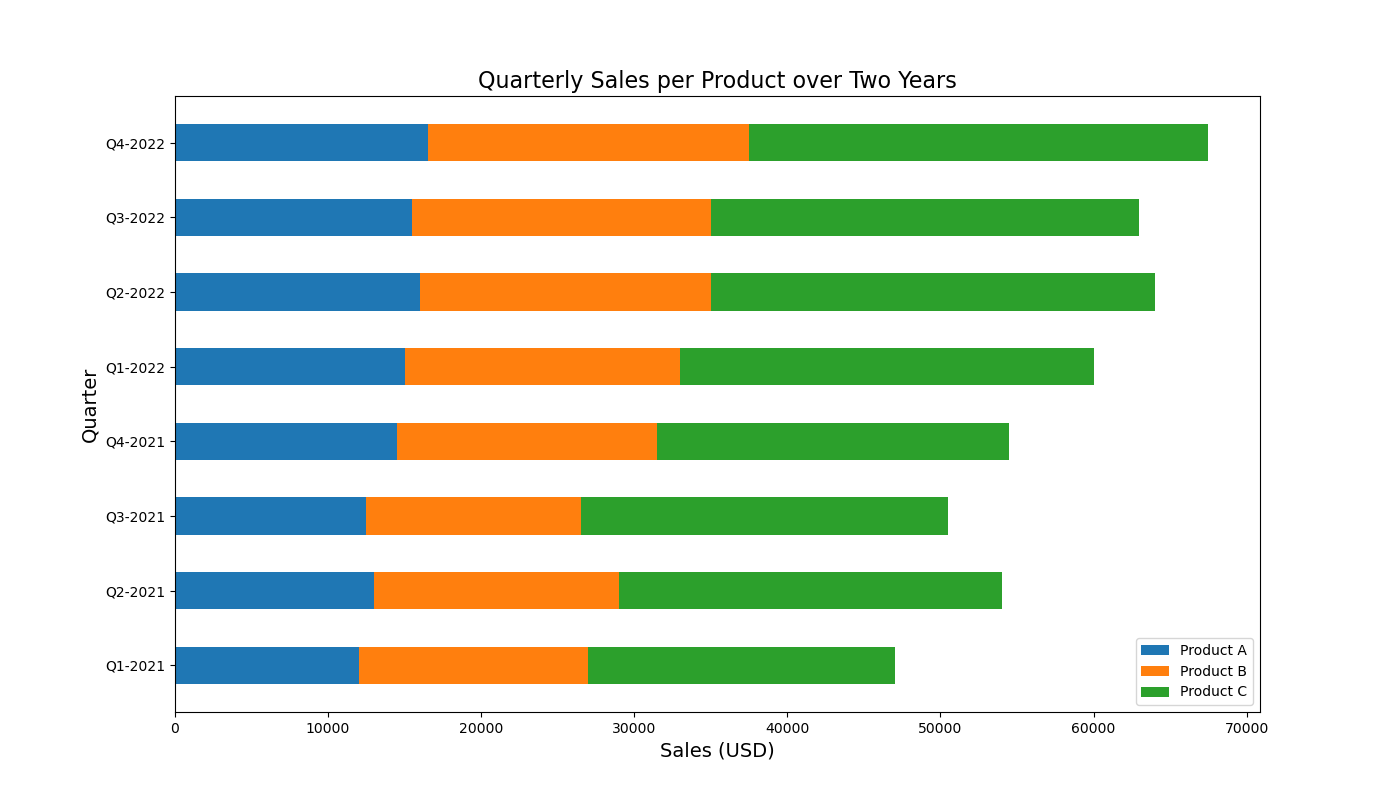 Quarterly Sales per Product over Two Years
Q4-2022
Q3-2022
Q2-2022
Q1-2022
Q4-2021
Q3-2021
Q2-2021
Q1-2021
Quarter
Product A
Product B
Product C
0 10000 20000 30000 40000 50000 60000 70000
Sales (USD)